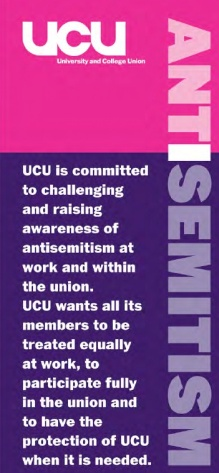 UCU
University and College Union
ANTISEMITISM
UCU is committed
to challenging
and raising
awareness of
antisemitism at
work and within
the union.
UCU wants all its
members to be
treated equally
at work, to
participate fully
in the union and
to have the
protection of UCU
when it is needed.